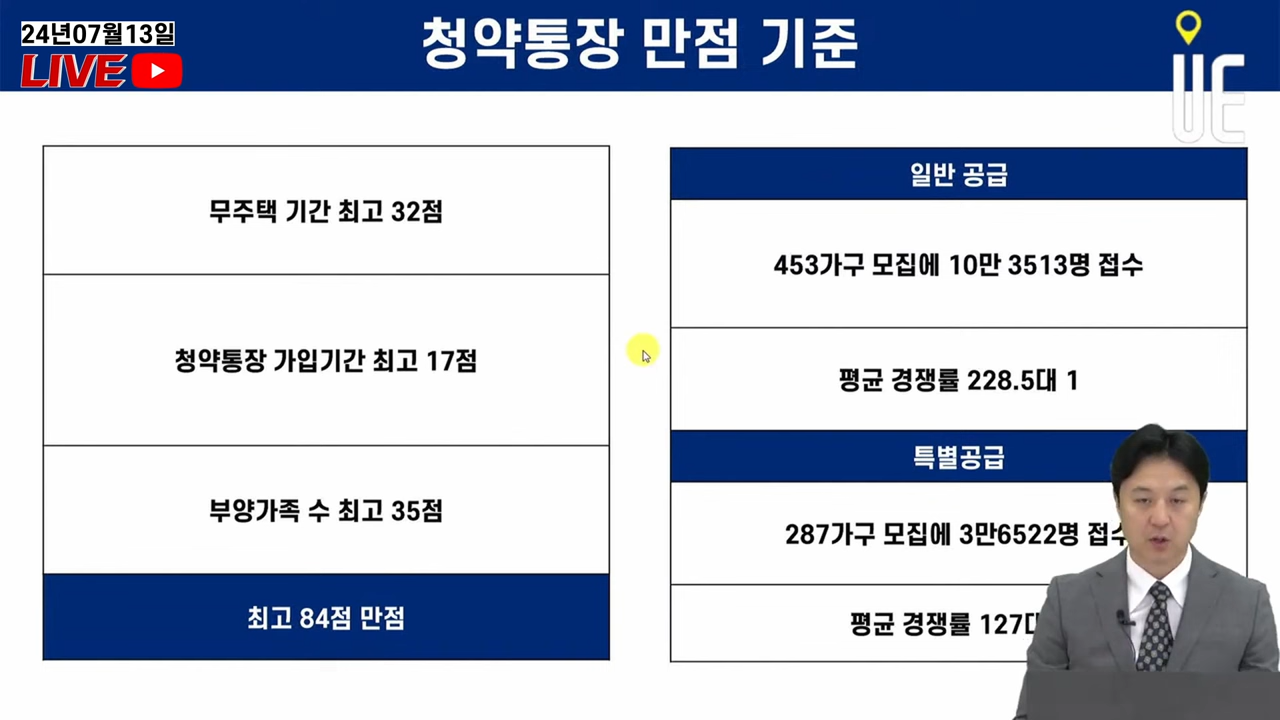 24년07월13일
LIVE
청약통장 만점 기준
UE
무주택 기간 최고 32점
청약통장 가입기간 최고 17점
부양가족 수 최고 35점
최고 84점 만점
일반 공급
453가구 모집에 10만 3513명 접수
평균 경쟁률 228.5대 1
특별공급
287가구 모집에 3만6522명 접수
평균 경쟁률 127대